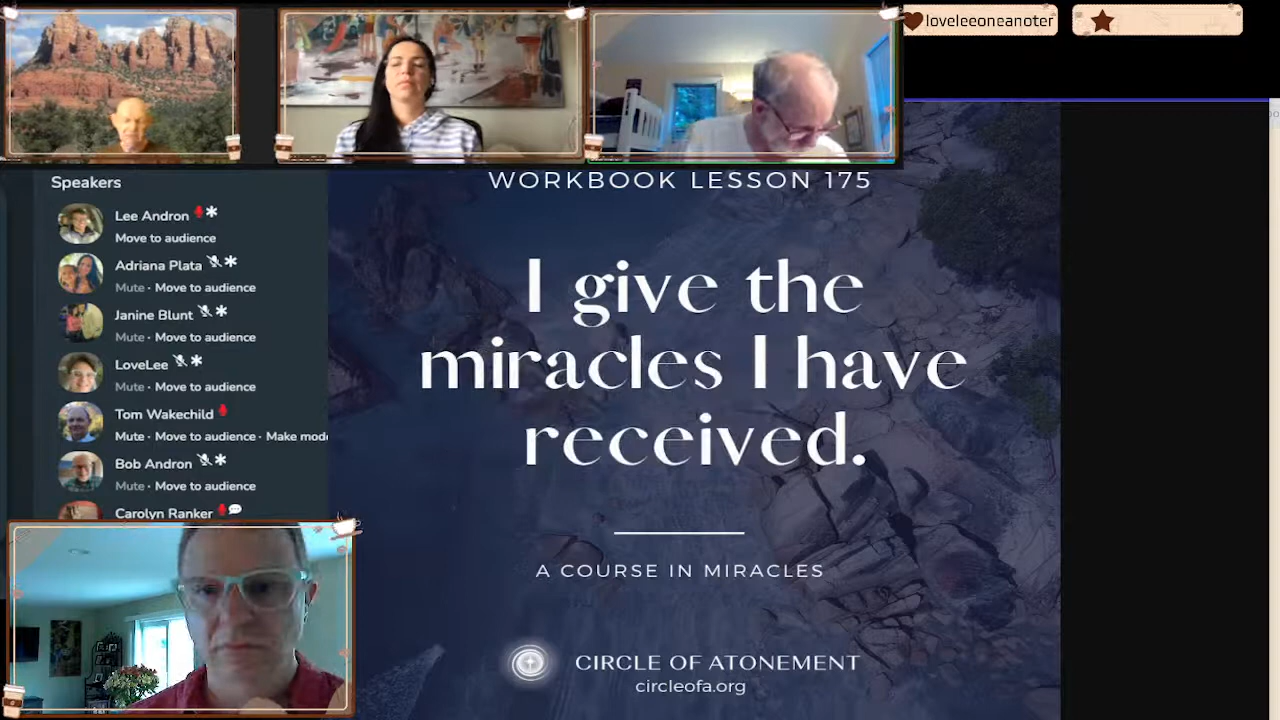 loveleeoneanoter
Speakers
Lee Andron
Move to audience
Adriana Plata
Mute · Move to audience
Janine Blunt
Mute · Move to audience
LoveLee
Mute · Move to audience
Tom Wakechild
Mute · Move to audience · Make mod
Bob Andron
Mute · Move to audience
Carolyn Ranker
WORKBOOK LESSON 175
I give the
miracles I have
received.
A COURSE IN MIRACLES
CIRCLE OF ATONEMENT
circleofa.org